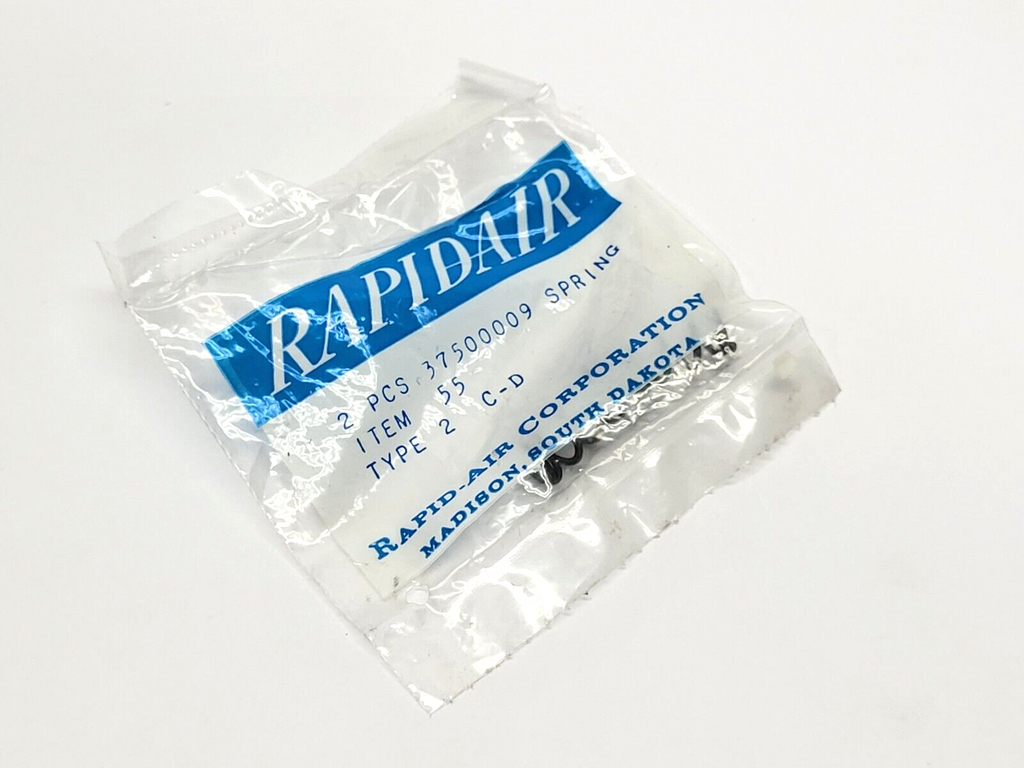 RAPIDAIR
2 PCS 37500009 SPRING
ITEM 55
TYPE 2 C-D
RAPID-AIR CORPORATION
MADISON, SOUTH DAKOTA